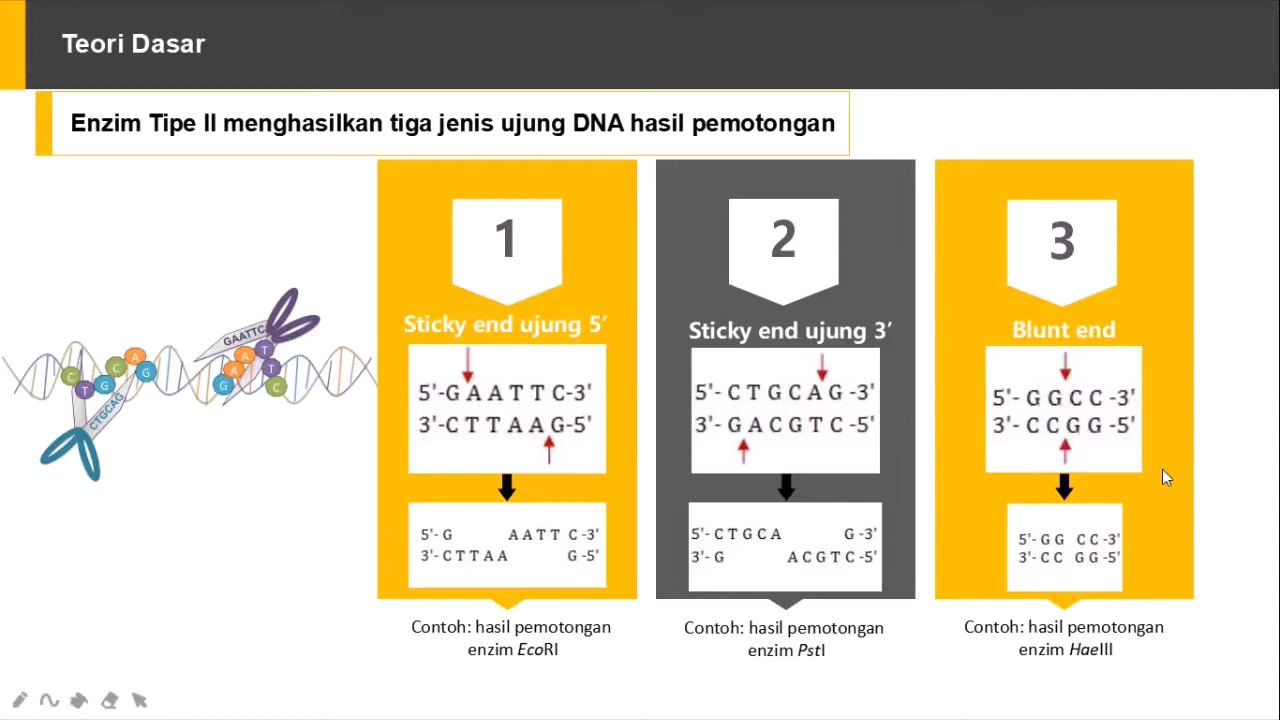 Teori Dasar
Enzim Tipe II menghasilkan tiga jenis ujung DNA hasil pemotongan
C T G C A G
CTGCAG
G A A T T C
GAATTC
1
Sticky end ujung 5’
5'-G A A T T C-3'
3'-C T T A A G-5'
5'- G A A T T C -3'
3'- C T T A A G -5'
Contoh: hasil pemotongan
enzim EcoRI
2
Sticky end ujung 3’
5'- C T G C A G -3'
3'- G A C G T C -5'
5'- C T G C A G -3'
3'- G A C G T C -5'
Contoh: hasil pemotongan
enzim PstI
3
Blunt end
5'- G G C C -3'
3'- C C G G -5'
5'- G G C C -3'
3'- C C G G -5'
Contoh: hasil pemotongan
enzim HaeIII